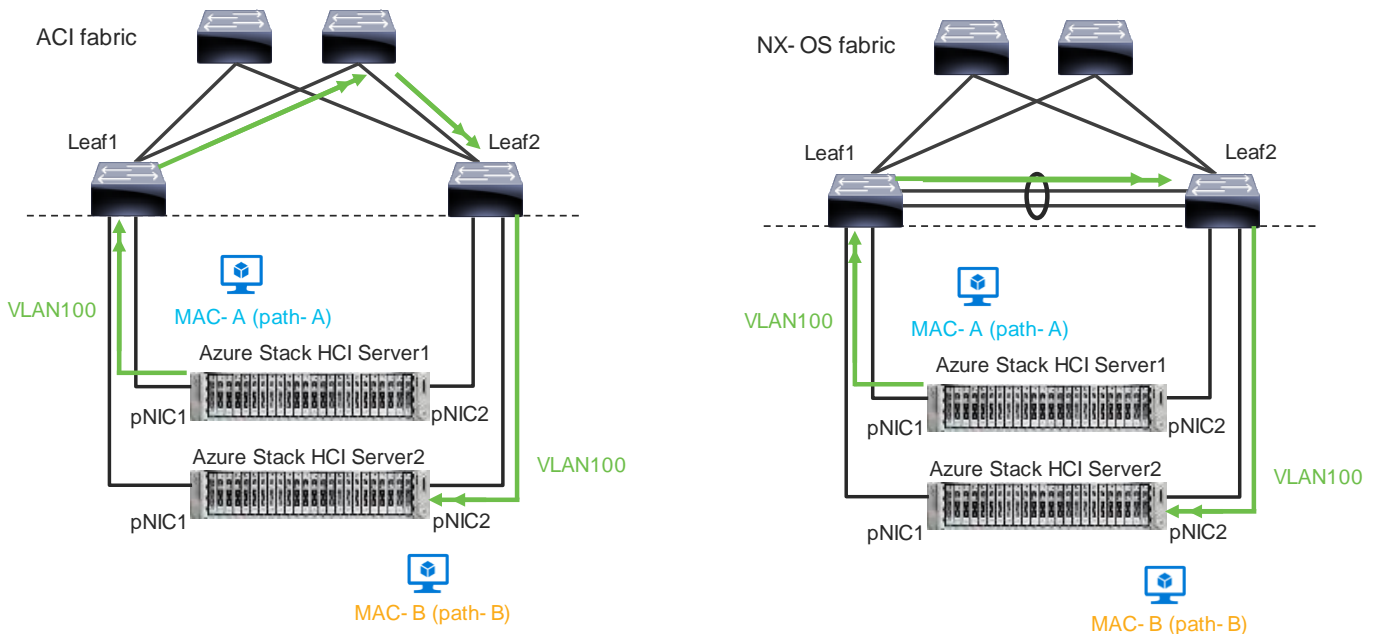 ACI fabric
Leaf1
Leaf2
VLAN100
MAC- A (path- A)
Azure Stack HCI Server1
pNIC1
pNIC2
Azure Stack HCI Server2
VLAN100
pNIC1
pNIC2
MAC- B (path- B)
NX- OS fabric
Leaf1
Leaf2
VLAN100
MAC- A (path- A)
Azure Stack HCI Server1
pNIC1
pNIC2
Azure Stack HCI Server2
VLAN100
pNIC1
pNIC2
MAC- B (path- B)